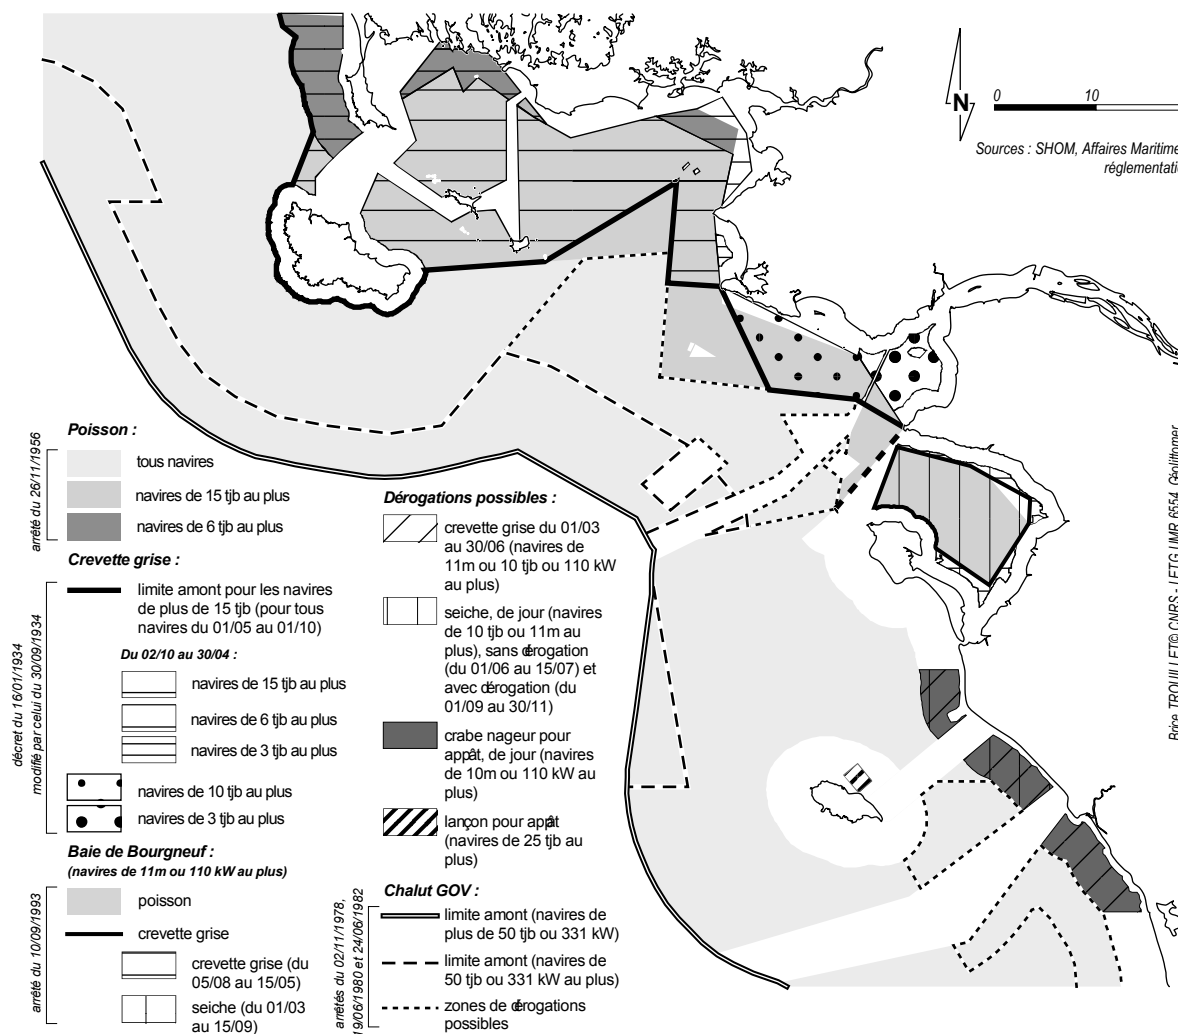 N
0 10
Sources : SHOM, Affaires Maritime
réglementatio
Poisson :
arrêté du 26/11/1956
tous navires
navires de 15 tjb au plus
navires de 6 tjb au plus
Crevette grise :
décret du 16/01/1934
modifié par celui du 30/09/1934
limite amont pour les navires
de plus de 15 tjb (pour tous
navires du 01/05 au 01/10)
Du 02/10 au 30/04 :
navires de 15 tjb au plus
navires de 6 tjb au plus
navires de 3 tjb au plus
navires de 10 tjb au plus
navires de 3 tjb au plus
Baie de Bourgneuf :
(navires de 11m ou 110 kW au plus)
arrêté du 10/09/1993
poisson
crevette grise
crevette grise (du
05/08 au 15/05)
seiche (du 01/03
au 15/09)
Dérogations possibles :
crevette grise du 01/03
au 30/06 (navires de
11m ou 10 tjb ou 110 kW
au plus)
seiche, de jour (navires
de 10 tjb ou 11m au
plus), sans dérogation
(du 01/06 au 15/07) et
avec dérogation (du
01/09 au 30/11)
crabe nageur pour
appât, de jour (navires
de 10m ou 110 kW au
plus)
lançon pour appât
(navires de 25 tjb au
plus)
Chalut GOV :
arrêtés du 02/11/1978,
19/06/1980 et 24/06/1982
limite amont (navires de
plus de 50 tjb ou 331 kW)
limite amont (navires de
50 tjb ou 331 kW au plus)
zones de dérogations
possibles
Brice TROUILLET© CNRS - LETG UMR 6554 Géolittomer